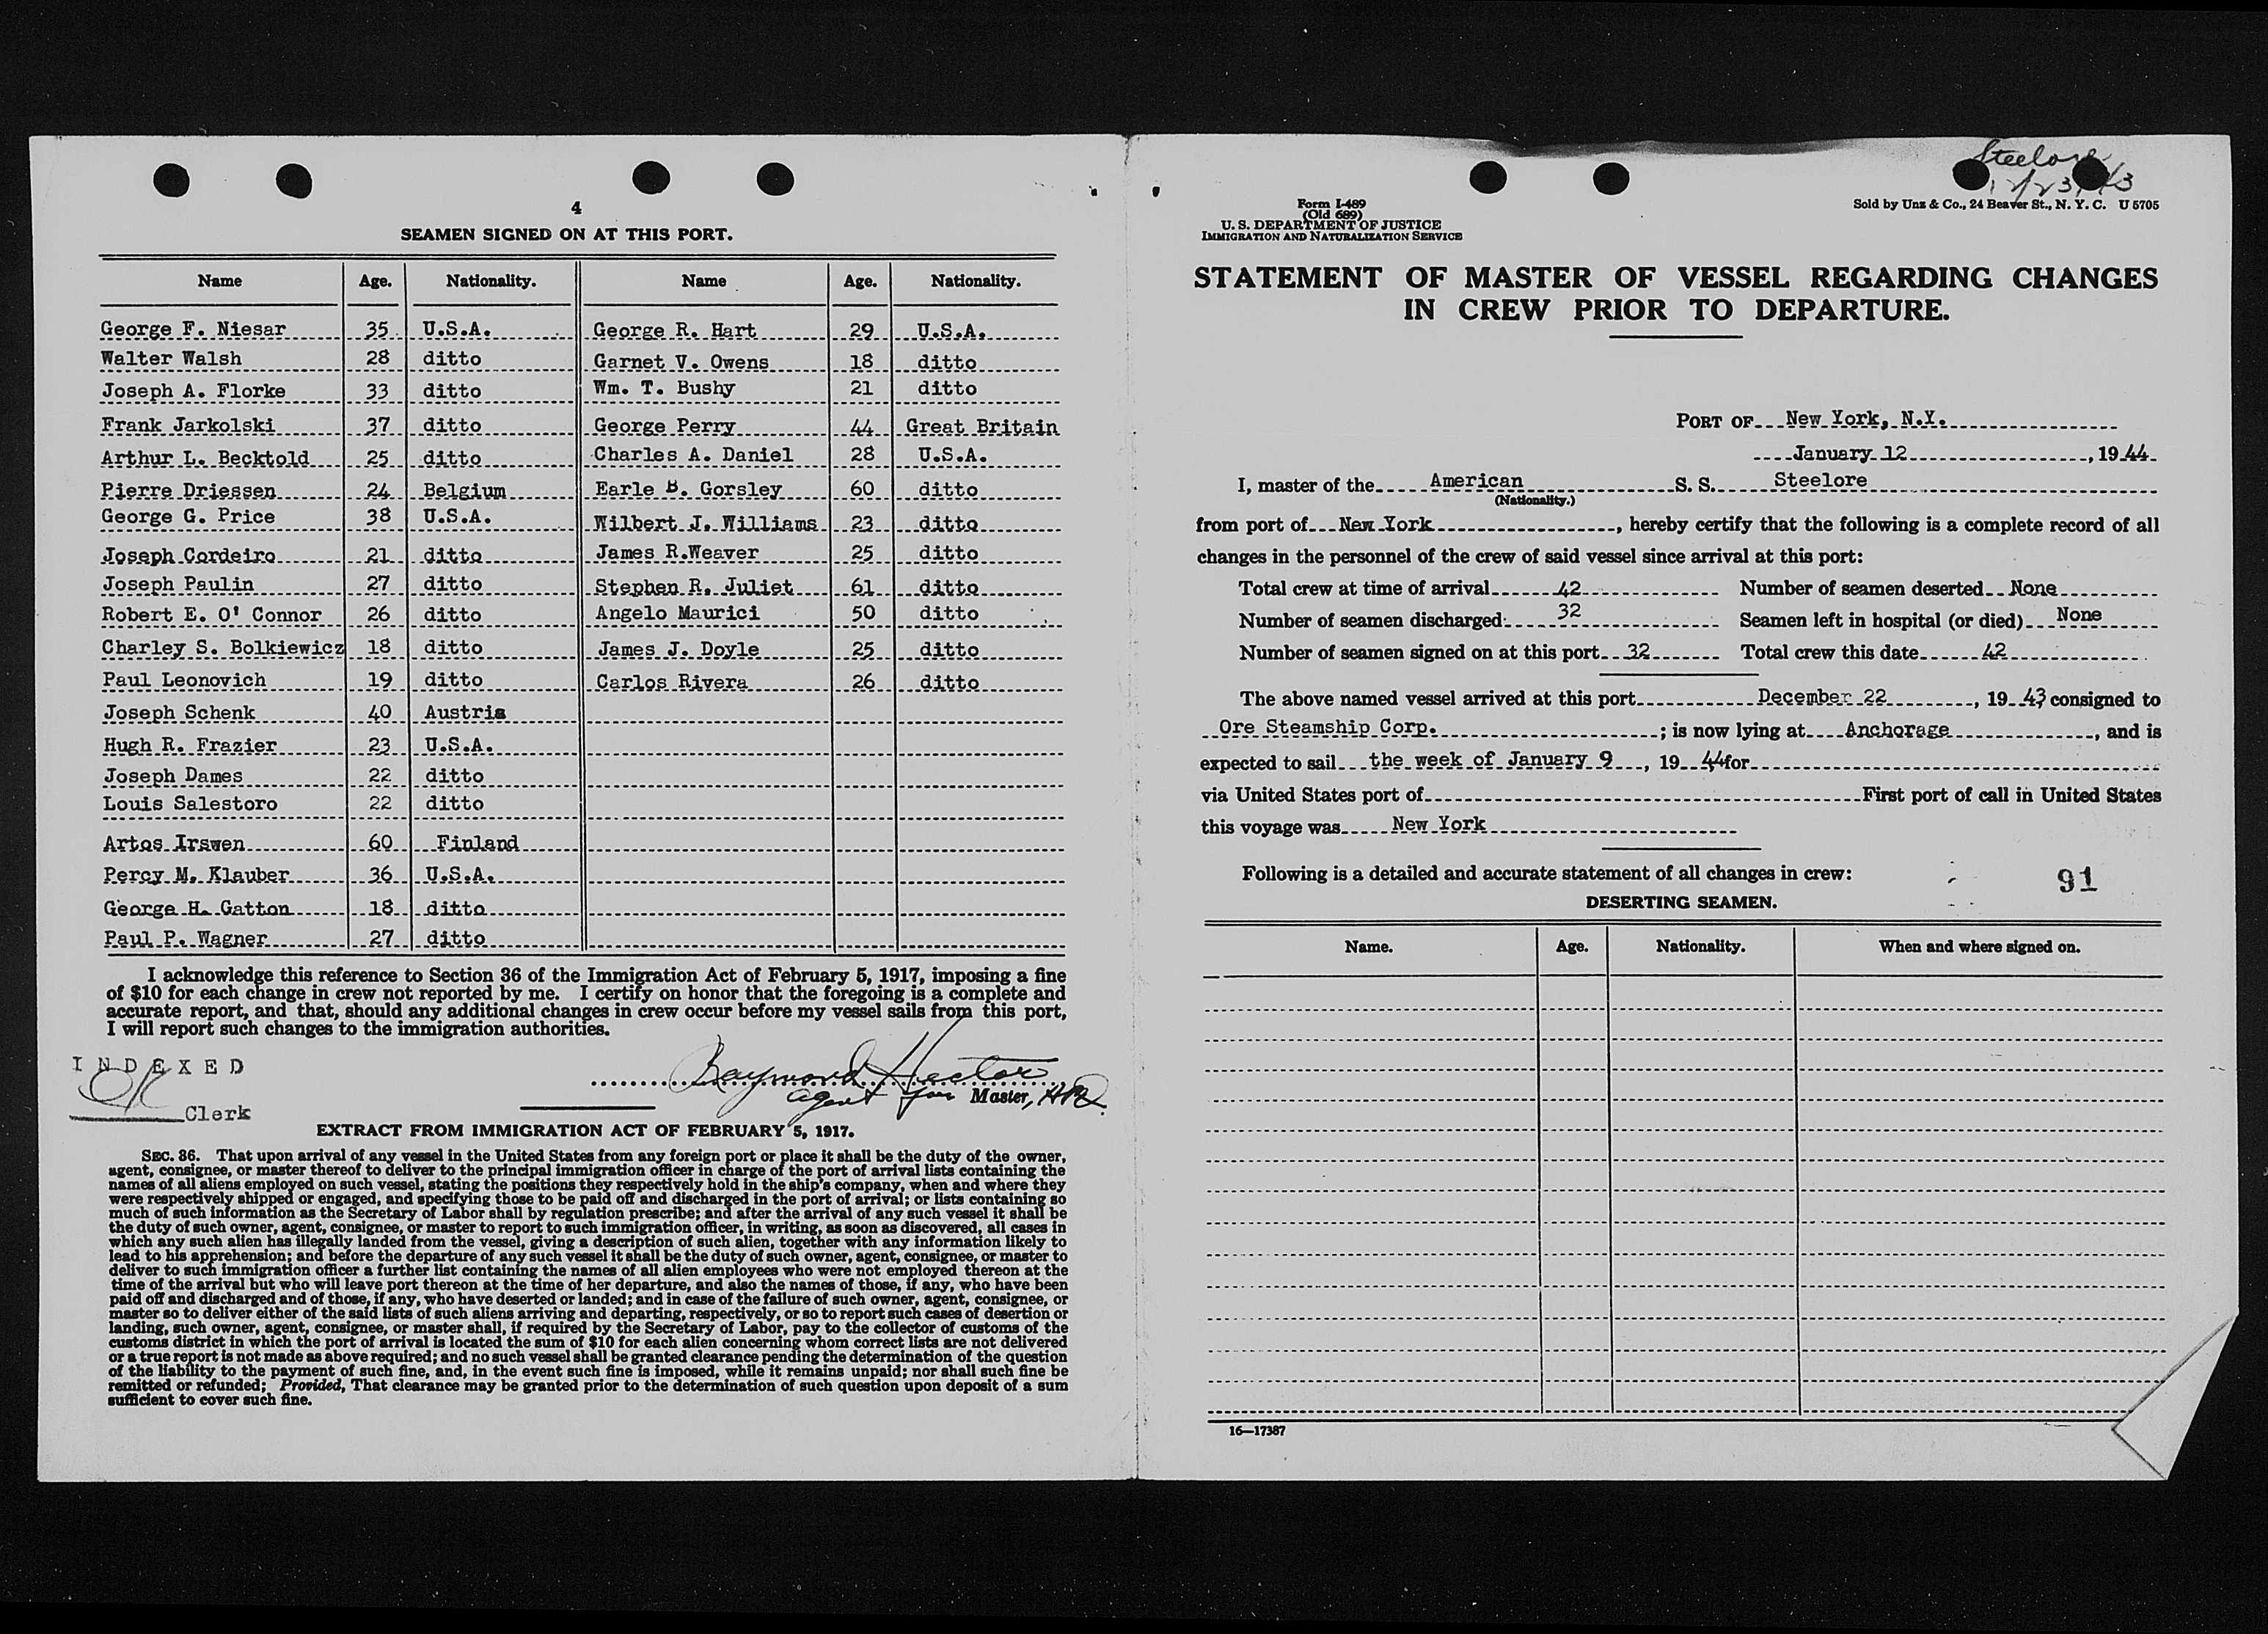 4
SEAMEN SIGNED ON AT THIS PORT.
Name Age. Nationality. Name Age. Nationality.
George F. Niesar 35 U.S.A. George R. Hart 29 U.S.A.
Walter Walsh 28 ditto Garnet V. Owens 18 ditto
Joseph A. Florke 33 ditto Wm. T. Bushy 21 ditto
Frank Jarkolski 37 ditto George Perry 44 Great Britain
Arthur L. Becktold 25 ditto Charles A. Daniel 28 U.S.A.
Pierre Driessen 24 Belgium Earle B. Gorsley 60 ditto
George G. Price 38 U.S.A. Wilbert J. Williams 23 ditto
Joseph Cordeiro 21 ditto James R.Weaver 25 ditto
Joseph Paulin 27 ditto Stephen R. Juliet 61 ditto
Robert E. O' Connor 26 ditto Angelo Maurici 50 ditto
Charley S. Bolkiewicz 18 ditto James J. Doyle 25 ditto
Paul Leonovich 19 ditto Carlos Rivera 26 ditto
Joseph Schenk 40 Austria
Hugh R. Frazier 23 U.S.A.
Joseph Dames 22 ditto
Louis Salestoro 22 ditto
Artos Irswen 60 Finland
Percy M. Klauber 36 U.S.A.
George H. Gatton 18 ditto
Paul P. Wagner 27 ditto
I acknowledge this reference to Section 36 of the Immigration Act of February 5, 1917, imposing a fine
of $10 for each change in crew not reported by me. I certify on honor that the foregoing is a complete and
accurate report, and that, should any additional changes in crew occur before my vessel sails from this port,
I will report such changes to the immigration authorities.
INDEXED
OK
Clerk
Raymond Hector
agent for Master,
EXTRACT FROM IMMIGRATION ACT OF FEBRUARY 5, 1917.
SEC. 36. That upon arrival of any vessel in the United States from any foreign port or place it shall be the duty of the owner,
agent, consignee, or master thereof to deliver to the principal immigration officer in charge of the port of arrival lists containing the
names of all aliens employed on such vessel, stating the positions they respectively hold in the ship's company, when and where they
were respectively shipped or engaged, and specifying those to be paid off and discharged in the port of arrival; or lists containing so
much of such information as the Secretary of Labor shall by regulation prescribe; and after the arrival of any such vessel it shall be
the duty of such owner, agent, consignee, or master to report to such immigration officer, in writing, as soon as discovered, all cases in
which any such alien has illegally landed from the vessel, giving a description of such alien, together with any information likely to
lead to his apprehension; and before the departure of any such vessel it shall be the duty of such owner, agent, consignee, or master to
deliver to such immigration officer a further list containing the names of all alien employees who were not employed thereon at the
time of the arrival but who will leave port thereon at the time of her departure, and also the names of those, if any, who have been
paid off and discharged and of those, if any, who have deserted or landed; and in case of the failure of such owner, agent, consignee, or
master so to deliver either of the said lists of such aliens arriving and departing, respectively, or so to report such cases of desertion or
landing, such owner, agent, consignee, or master shall, if required by the Secretary of Labor, pay to the collector of customs of the
customs district in which the port of arrival is located the sum of $10 for each alien concerning whom correct lists are not delivered
or a true report is not made as above required; and no such vessel shall be granted clearance pending the determination of the question
of the liability to the payment of such fine, and, in the event such fine is imposed, while it remains unpaid; nor shall such fine be
remitted or refunded; Provided, That clearance may be granted prior to the determination of such question upon deposit of a sum
sufficient to cover such fine.
Steelore
12/23/43
Form I-489
(Old 689)
U. S. DEPARTMENT OF JUSTICE
IMMIGRATION AND NATURALIZATION SERVICE
Sold by Unz & Co., 24 Beaver St., N. Y. C. U 5705
STATEMENT OF MASTER OF VESSEL REGARDING CHANGES
IN CREW PRIOR TO DEPARTURE.
PORT OF New York, N.Y.
January 12, 1944
I, master of the American S. S. Steelore
(Nationality.)
from port of New York, hereby certify that the following is a complete record of all
changes in the personnel of the crew of said vessel since arrival at this port:
Total crew at time of arrival 42 Number of seamen deserted None
Number of seamen discharged 32 Seamen left in hospital (or died) None
Number of seamen signed on at this port 32 Total crew this date 42
The above named vessel arrived at this port December 22, 1943 consigned to
Ore Steamship Corp.; is now lying at Anchorage, and is
expected to sail the week of January 9, 1944 for
via United States port of First port of call in United States
this voyage was New York
Following is a detailed and accurate statement of all changes in crew:
91
DESERTING SEAMEN.
Name. Age. Nationality. When and where signed on.
16—17387